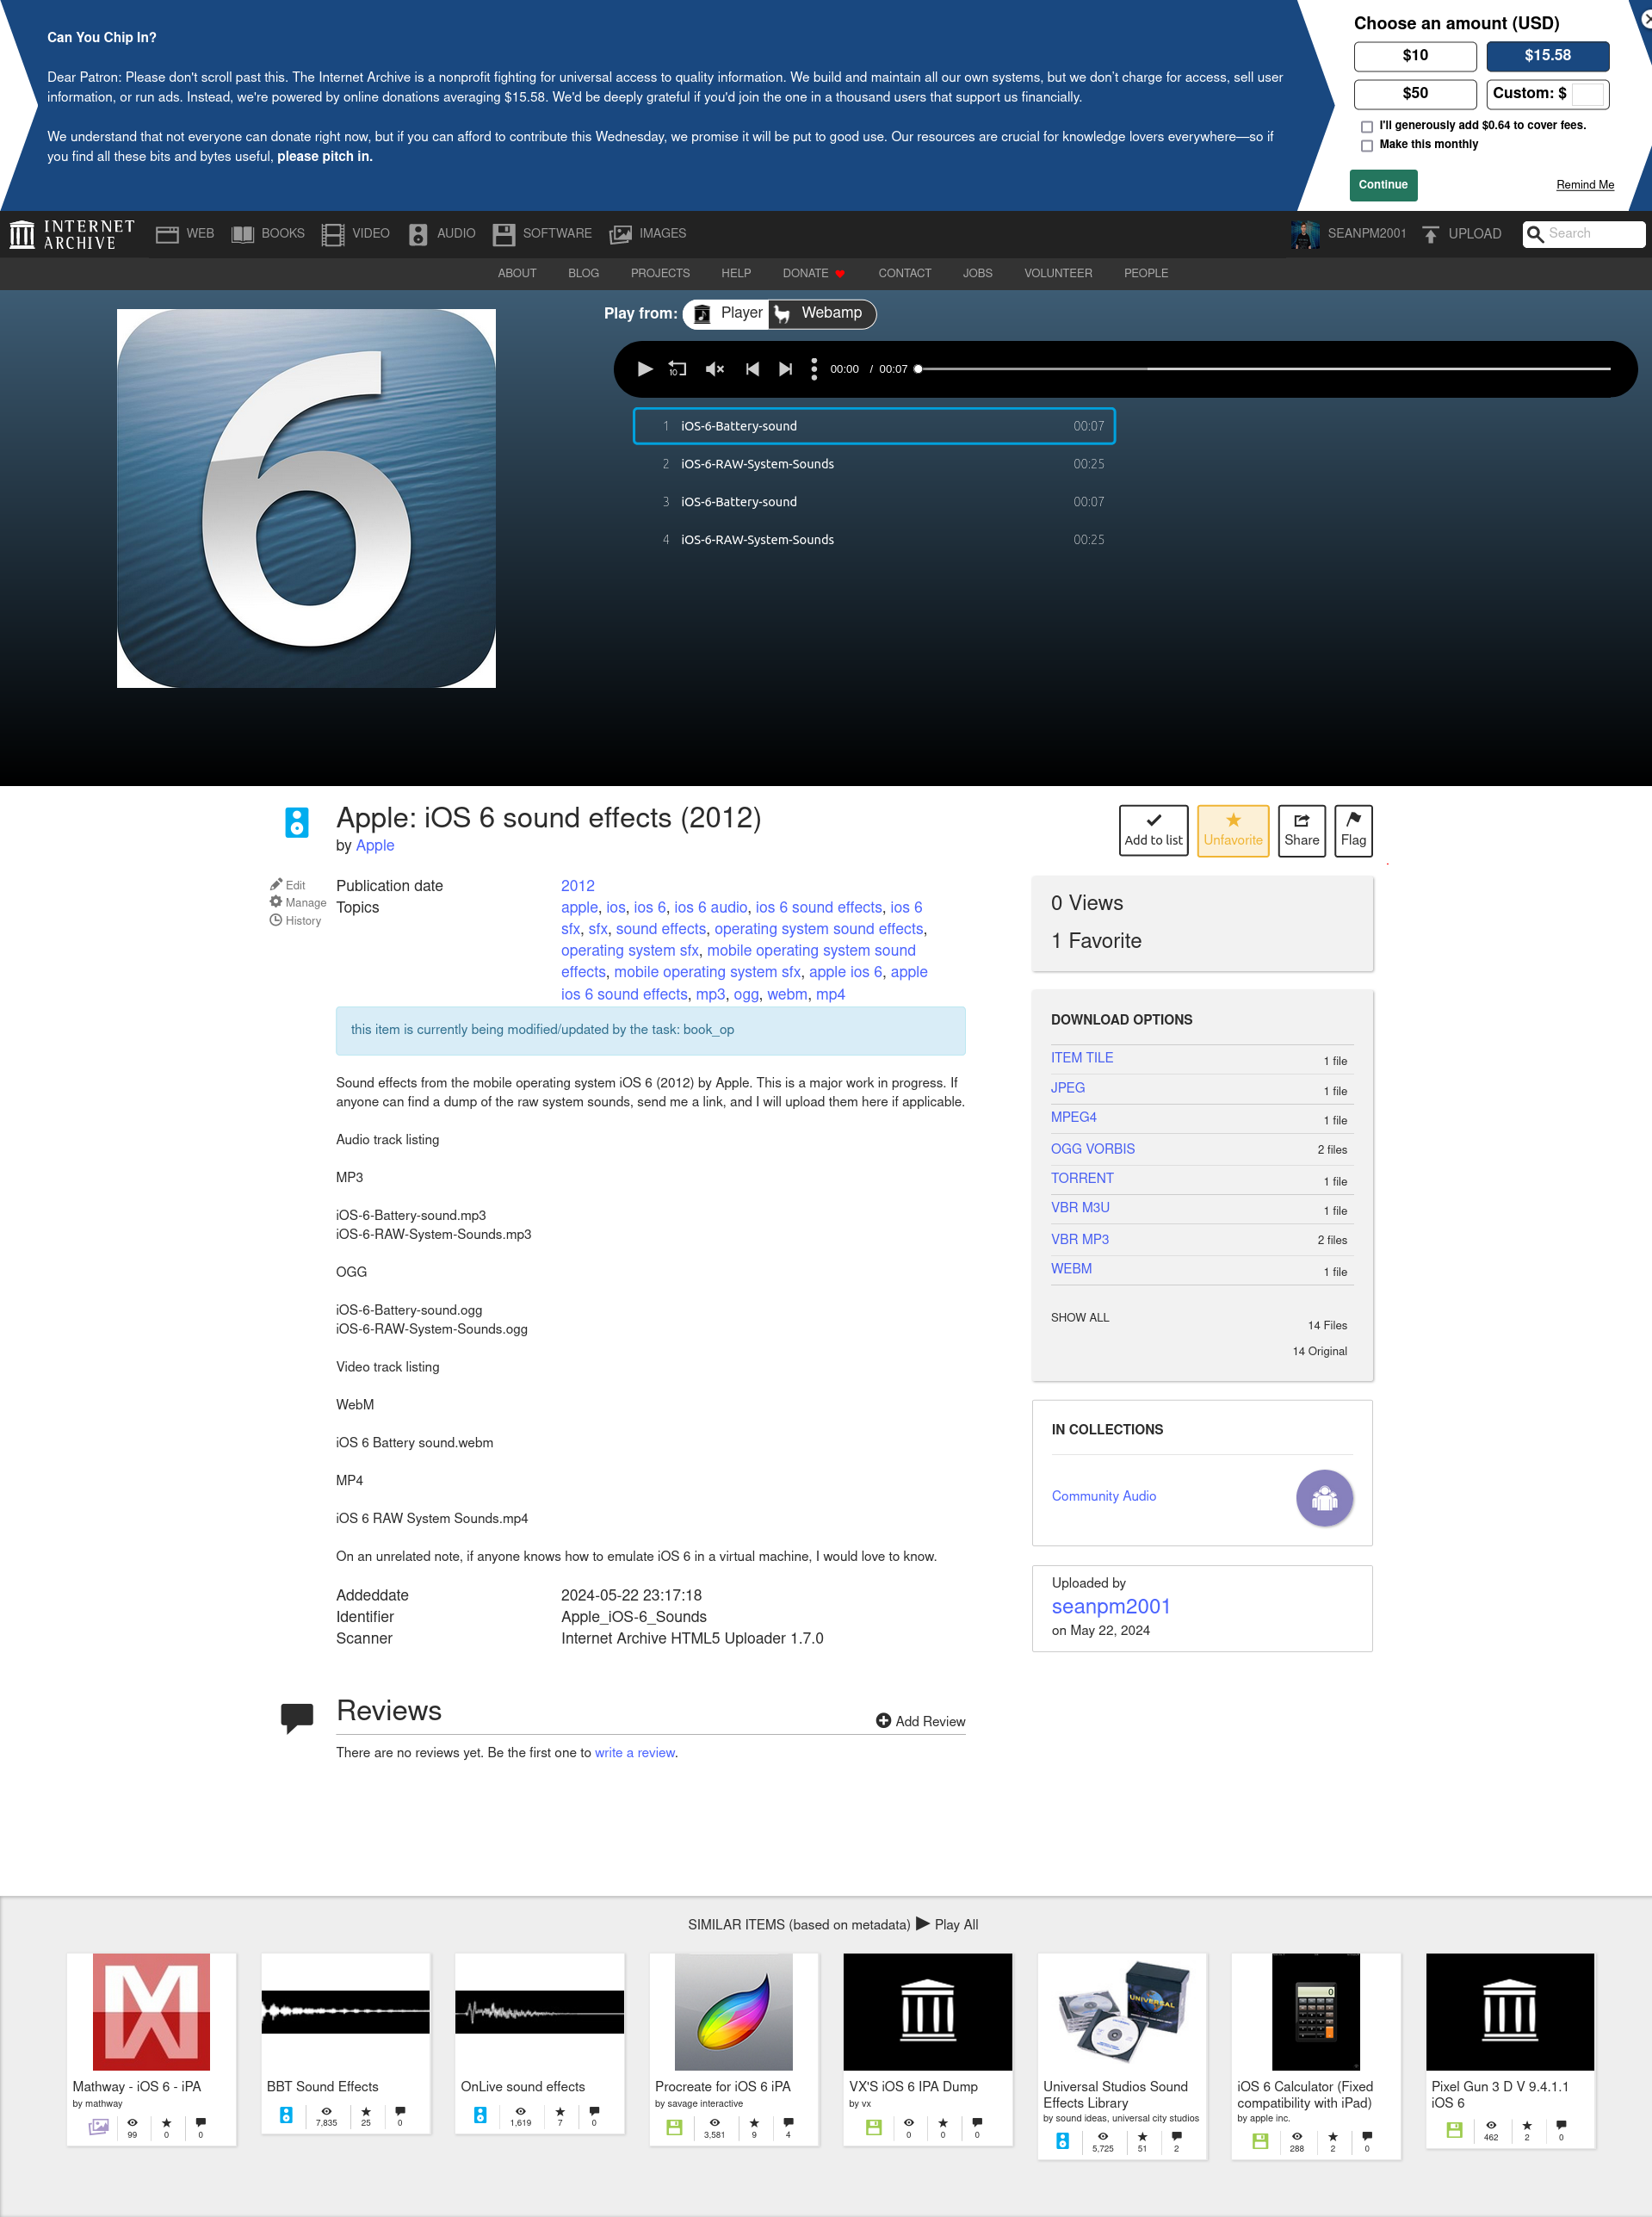 Can You Chip In?
Dear Patron: Please don't scroll past this. The Internet Archive is a nonprofit fighting for universal access to quality information. We build and maintain all our own systems, but we don't charge for access, sell user
information, or run ads. Instead, we're powered by online donations averaging $15.58. We'd be deeply grateful if you'd join the one in a thousand users that support us financially.
We understand that not everyone can donate right now, but if you can afford to contribute this Wednesday, we promise it will be put to good use. Our resources are crucial for knowledge lovers everywhere—so if
you find all these bits and bytes useful, please pitch in.
Choose an amount (USD)
$10 $15.58
$50 Custom: $
I'll generously add $0.64 to cover fees.
Make this monthly
Continue Remind Me
INTERNET ARCHIVE WEB BOOKS VIDEO AUDIO SOFTWARE IMAGES SEANPM2001 UPLOAD Search
ABOUT BLOG PROJECTS HELP DONATE CONTACT JOBS VOLUNTEER PEOPLE
6
Play from: Player Webamp
10 00:00 / 00:07
1 iOS-6-Battery-sound 00:07
2 iOS-6-RAW-System-Sounds 00:25
3 iOS-6-Battery-sound 00:07
4 iOS-6-RAW-System-Sounds 00:25
Apple: iOS 6 sound effects (2012)
by Apple
Add to list Unfavorite Share Flag
Edit
Manage
History
Publication date 2012
Topics apple, ios, ios 6, ios 6 audio, ios 6 sound effects, ios 6
sfx, sfx, sound effects, operating system sound effects,
operating system sfx, mobile operating system sound
effects, mobile operating system sfx, apple ios 6, apple
ios 6 sound effects, mp3, ogg, webm, mp4
this item is currently being modified/updated by the task: book_op
Sound effects from the mobile operating system iOS 6 (2012) by Apple. This is a major work in progress. If
anyone can find a dump of the raw system sounds, send me a link, and I will upload them here if applicable.
Audio track listing
MP3
iOS-6-Battery-sound.mp3
iOS-6-RAW-System-Sounds.mp3
OGG
iOS-6-Battery-sound.ogg
iOS-6-RAW-System-Sounds.ogg
Video track listing
WebM
iOS 6 Battery sound.webm
MP4
iOS 6 RAW System Sounds.mp4
On an unrelated note, if anyone knows how to emulate iOS 6 in a virtual machine, I would love to know.
Addeddate 2024-05-22 23:17:18
Identifier Apple_iOS-6_Sounds
Scanner Internet Archive HTML5 Uploader 1.7.0
0 Views
1 Favorite
DOWNLOAD OPTIONS
ITEM TILE 1 file
JPEG 1 file
MPEG4 1 file
OGG VORBIS 2 files
TORRENT 1 file
VBR M3U 1 file
VBR MP3 2 files
WEBM 1 file
SHOW ALL 14 Files
14 Original
IN COLLECTIONS
Community Audio
Uploaded by
seanpm2001
on May 22, 2024
Reviews
Add Review
There are no reviews yet. Be the first one to write a review.
SIMILAR ITEMS (based on metadata) Play All
Mathway - iOS 6 - iPA
by mathway
99 0 0
BBT Sound Effects
7,835 25 0
OnLive sound effects
1,619 7 0
Procreate for iOS 6 iPA
by savage interactive
3,581 9 4
VX'S iOS 6 IPA Dump
by vx
0 0 0
UNIVERSAL
Universal Studios Sound
Effects Library
by sound ideas, universal city studios
5,725 51 2
0
iOS 6 Calculator (Fixed
compatibility with iPad)
by apple inc.
288 2 0
Pixel Gun 3 D V 9.4.1.1
iOS 6
462 2 0